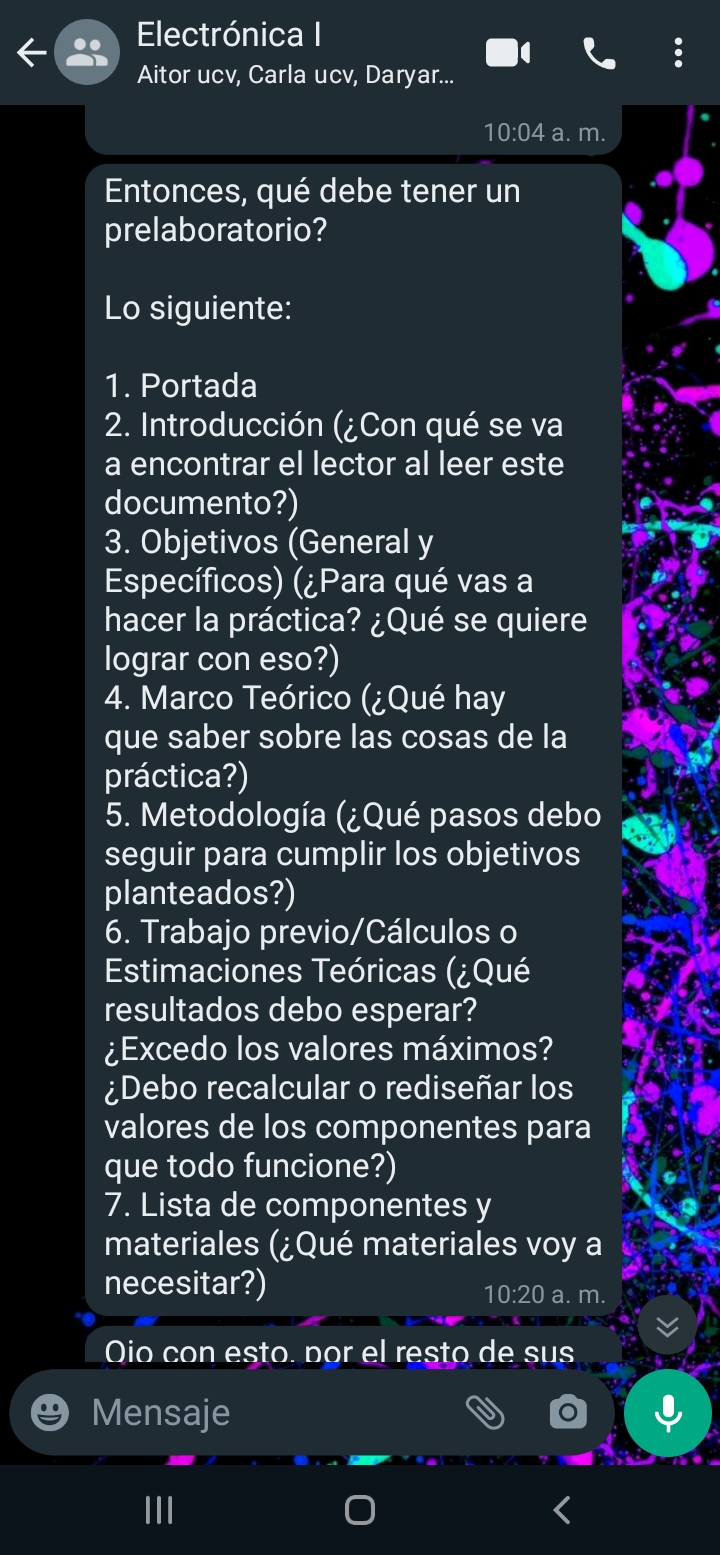 Electrónica I
Aitor ucv, Carla ucv, Daryar...
10:04 a. m.
Entonces, qué debe tener un
prelaboratorio?
Lo siguiente:
1. Portada
2. Introducción (¿Con qué se va
a encontrar el lector al leer este
documento?)
3. Objetivos (General y
Específicos) (¿Para qué vas a
hacer la práctica? ¿Qué se quiere
lograr con eso?)
4. Marco Teórico (¿Qué hay
que saber sobre las cosas de la
práctica?)
5. Metodología (¿Qué pasos debo
seguir para cumplir los objetivos
planteados?)
6. Trabajo previo/Cálculos o
Estimaciones Teóricas (¿Qué
resultados debo esperar?
¿Excedo los valores máximos?
¿Debo recalcular o rediseñar los
valores de los componentes para
que todo funcione?)
7. Lista de componentes y
materiales (¿Qué materiales voy a
necesitar?)
10:20 a. m.
Ojo con esto, por el resto de sus
Mensaje